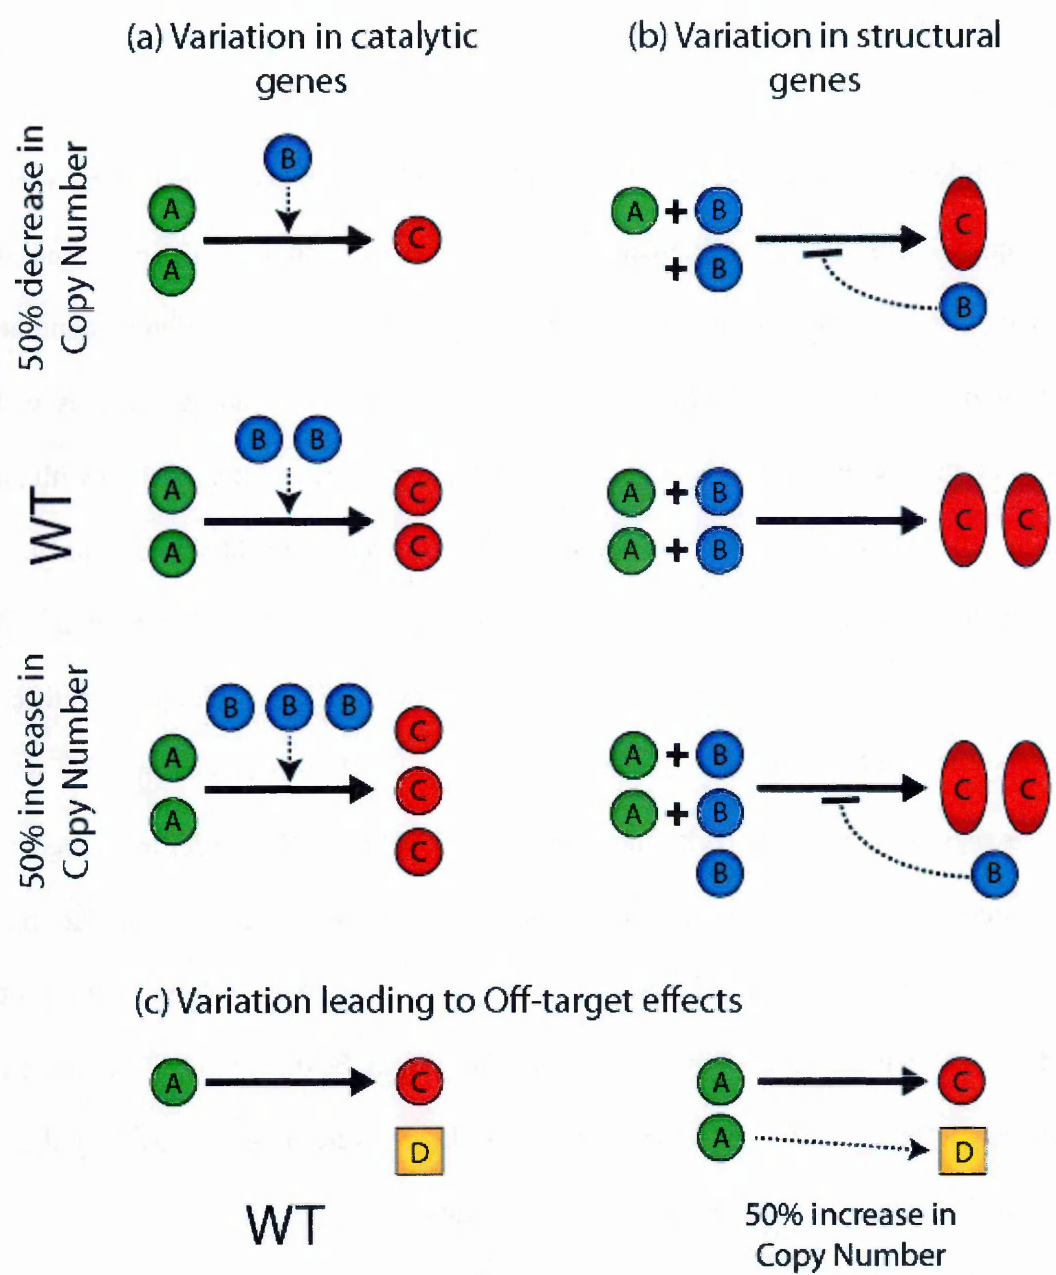 (a) Variation in catalytic
genes
(b) Variation in structural
genes
50% decrease in
Copy Number
B
A
A
C
A + B
+ B
C
B
WT
B B
A
A
C
C
A + B
A + B
C C
50% increase in
Copy Number
B B B
A
A
C
C
C
A + B
A + B
B
C C
B
(c) Variation leading to Off-target effects
A
C
D
WT
A
A
C
D
50% increase in
Copy Number